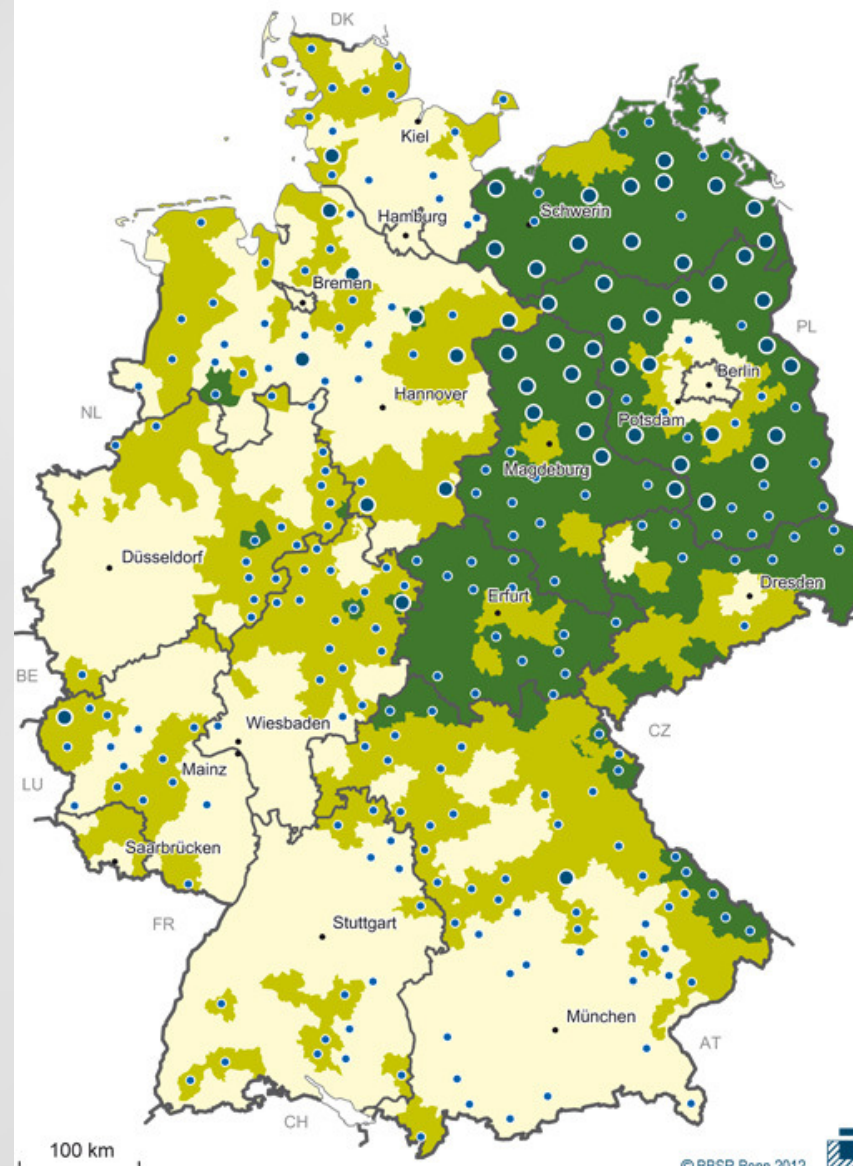 DK
Kiel
Hamburg
Schwerin
Bremen
PL
Berlin
Hannover
Potsdam
NL
Magdeburg
Düsseldorf
Dresden
Erfurt
BE
Wiesbaden
CZ
Mainz
LU
Saarbrücken
FR
Stuttgart
München
AT
CH
100 km
© BBSR Bonn 2012